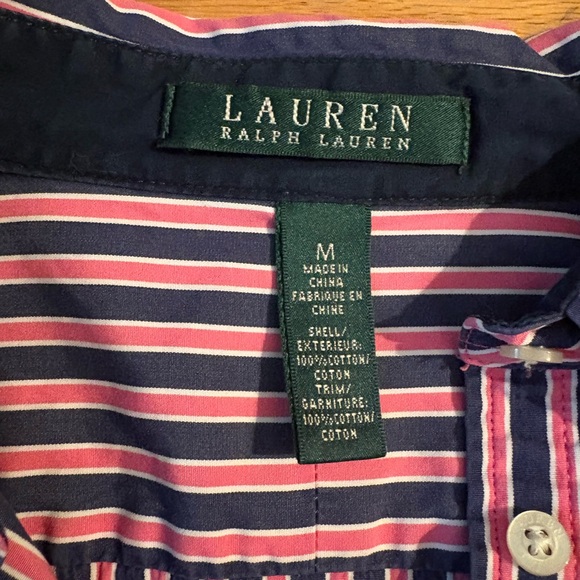 LAUREN
RALPH LAUREN
M
MADE IN
CHINA
FABRIQUE EN
CHINE
SHELL/
EXTERIEUR:
100%COTTON/
COTON
TRIM/
GARNITURE:
100%COTTON/
COTON